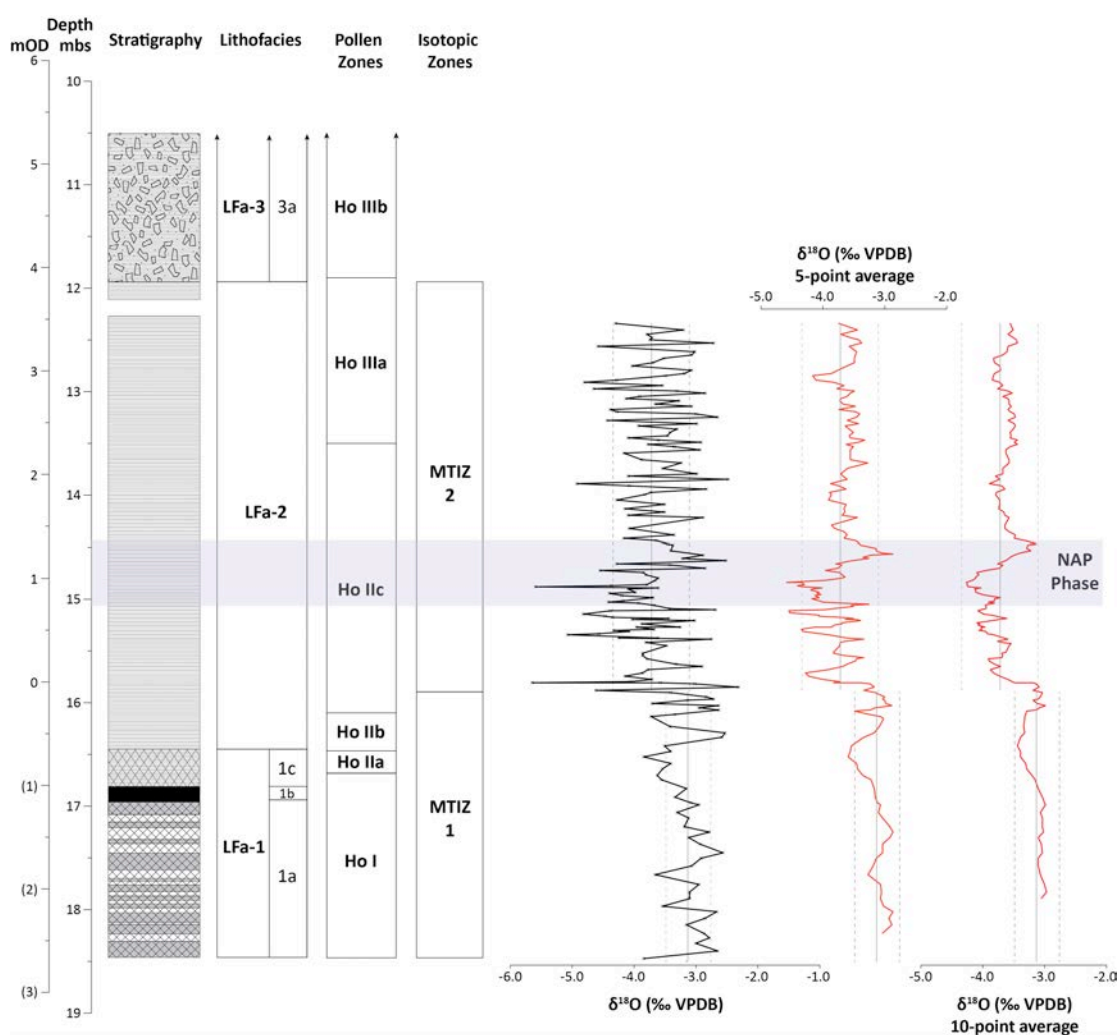 Depth
mOD mbs Stratigraphy Lithofacies Pollen Zones Isotopic Zones
6
10
5
11
LFa-3 3a Ho IIIb
4
12
3
13
Ho IIIa
2
14
LFa-2
MTIZ 2
1
15
Ho IIc
0
16
Ho IIb
(1)
1c Ho IIa
1b
17
LFa-1
1a
Ho I
MTIZ 1
(2)
18
(3)
19
δ¹⁸O (‰ VPDB)
5-point average
-5.0 -4.0 -3.0 -2.0
NAP
Phase
-6.0 -5.0 -4.0 -3.0 -2.0 -1.0
δ¹⁸O (‰ VPDB)
-5.0 -4.0 -3.0 -2.0
δ¹⁸O (‰ VPDB)
10-point average